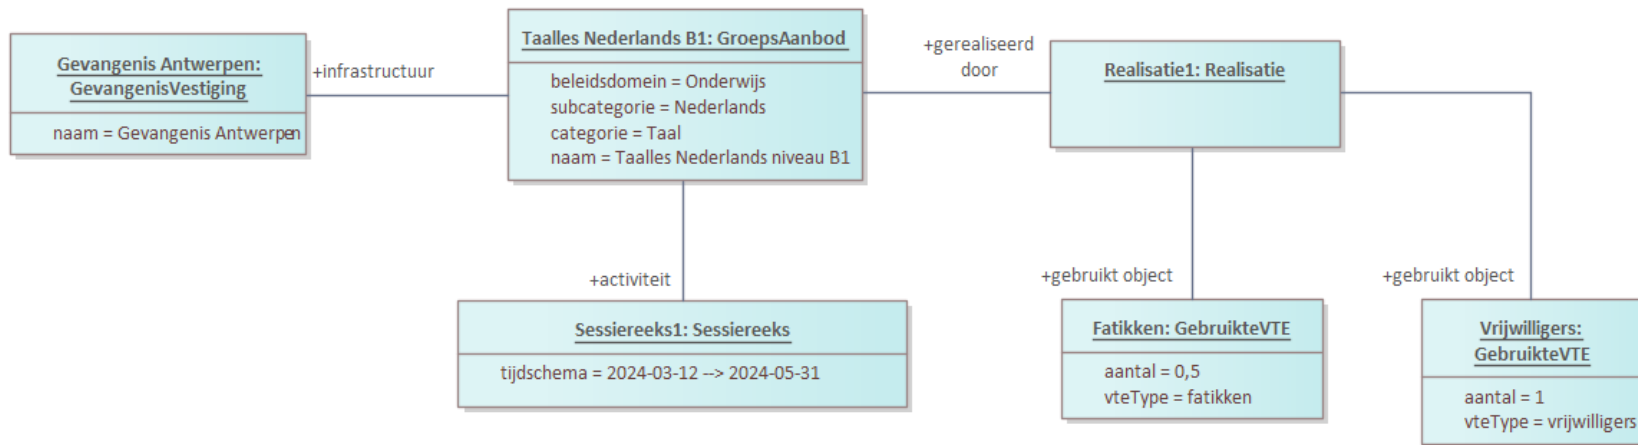 Gevangenis Antwerpen:
GevangenisVestiging
naam = Gevangenis Antwerpen
+infrastructuur
Taalles Nederlands B1: GroepsAanbod
beleidsdomein = Onderwijs
subcategorie = Nederlands
categorie = Taal
naam = Taalles Nederlands niveau B1
+gerealiseerd
door
Realisatie1: Realisatie
+activiteit
Sessiereeks1: Sessiereeks
tijdschema = 2024-03-12 --> 2024-05-31
+gebruikt object
Fatikken: GebruikteVTE
aantal = 0,5
vteType = fatikken
+gebruikt object
Vrijwilligers:
GebruikteVTE
aantal = 1
vteType = vrijwilligers